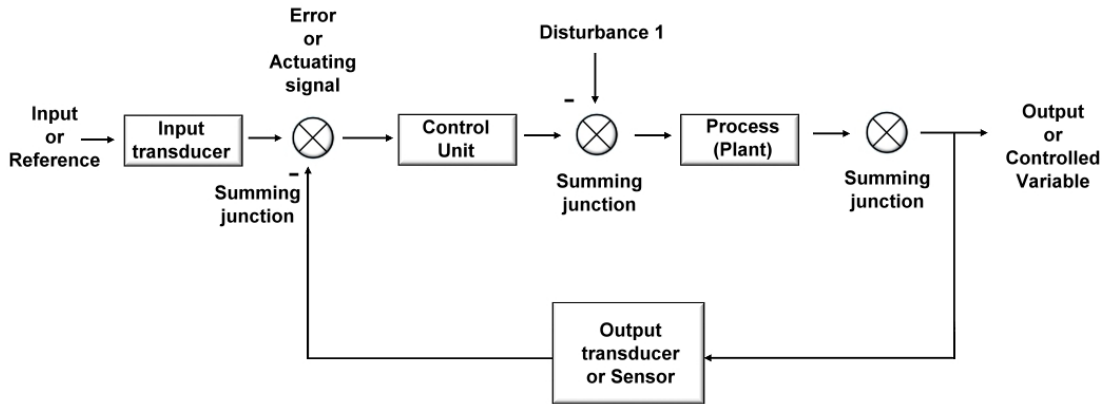 Error
or
Actuating
signal
Disturbance 1
-
Input
or
Reference
Input
transducer
Control
Unit
Process
(Plant)
Output
or
Controlled
Variable
-
Summing
junction
Summing
junction
Summing
junction
Output
transducer
or Sensor